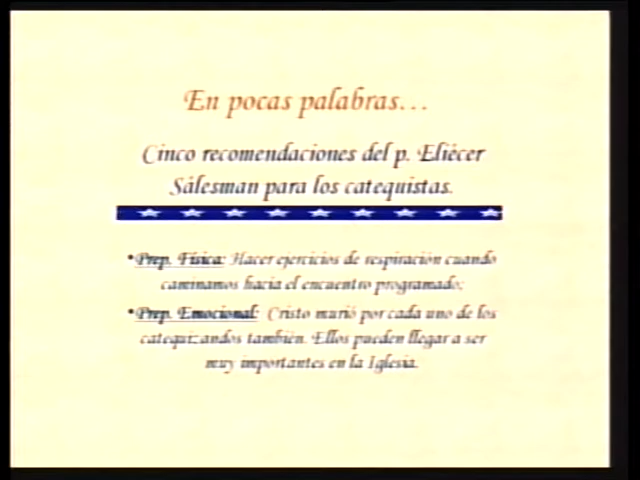 En pocas palabras…
Cinco recomendaciones del p. Eliécer
Sálesman para los catequistas.
•Prep. Física: Hacer ejercicios de respiración cuando
caminamos hacia el encuentro programado;
•Prep. Emocional: Cristo murió por cada uno de los
catequizandos también. Ellos pueden llegar a ser
muy importantes en la Iglesia.